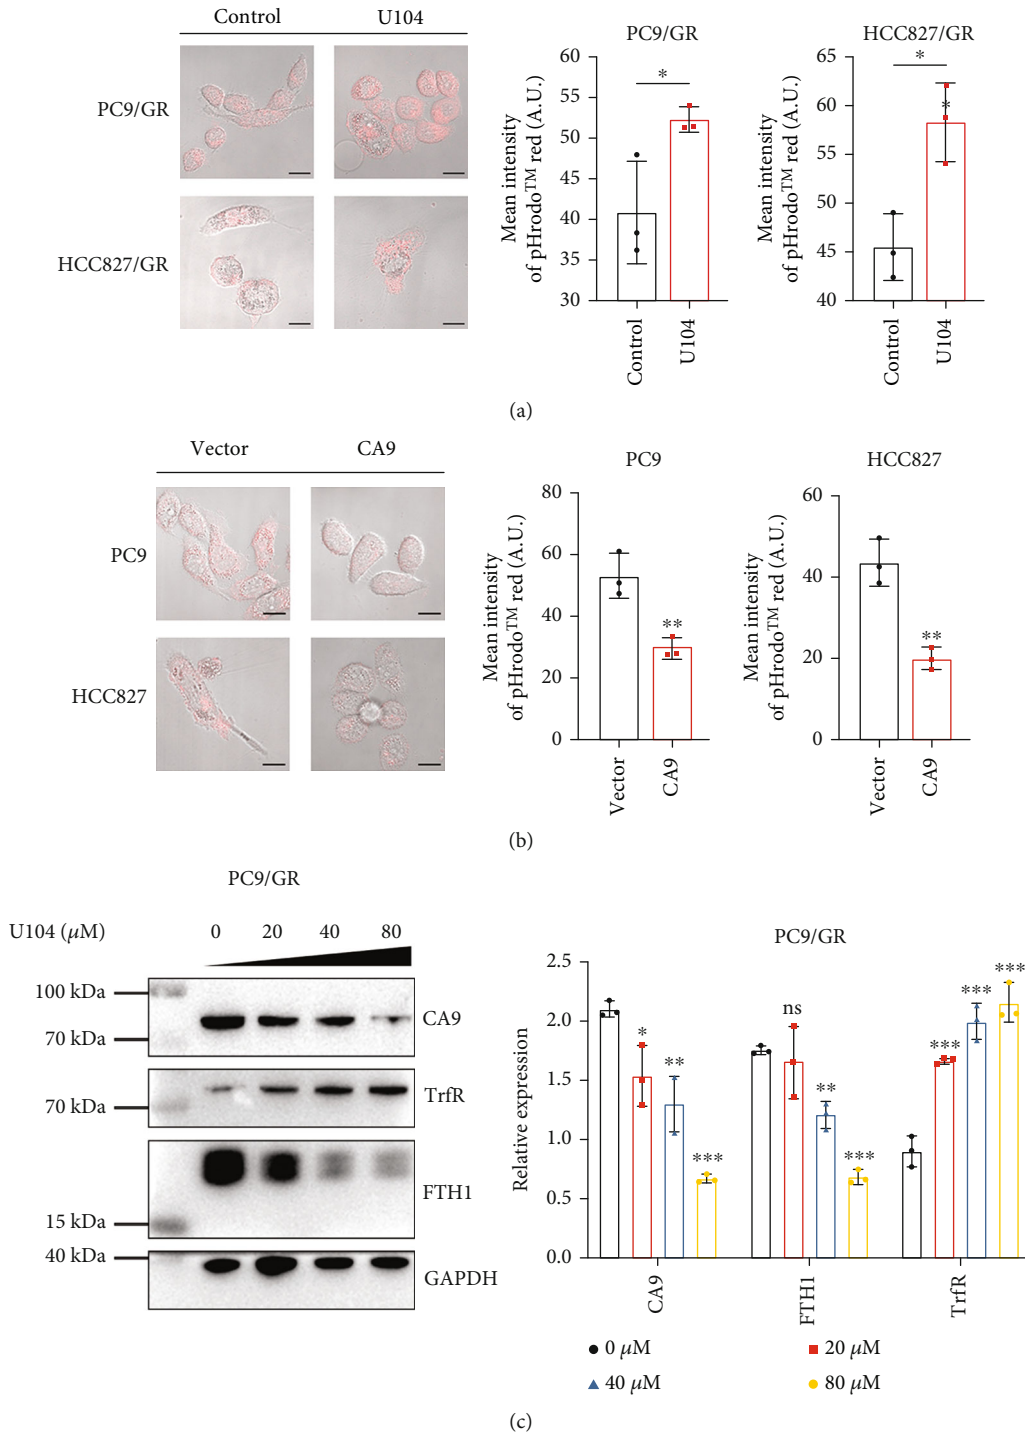 Control U104
PC9/GR
HCC827/GR
PC9/GR
Mean intensity
of pHrodo™ red (A.U.)
60
55
50
45
40
35
30
*
Control
U104
HCC827/GR
Mean intensity
of pHrodo™ red (A.U.)
65
60
55
50
45
40
*
*
Control
U104
(a)
Vector CA9
PC9
HCC827
PC9
Mean intensity
of pHrodo™ red (A.U.)
80
60
40
20
0
**
Vector
CA9
HCC827
Mean intensity
of pHrodo™ red (A.U.)
60
40
20
0
**
Vector
CA9
(b)
PC9/GR
U104 (μM) 0 20 40 80
100 kDa
70 kDa
CA9
70 kDa
TrfR
15 kDa
FTH1
40 kDa
GAPDH
PC9/GR
Relative expression
2.5
2.0
1.5
1.0
0.5
0.0
* ** ***
ns ** ***
*** *** ***
CA9
FTH1
TrfR
0 μM 20 μM
40 μM 80 μM
(c)